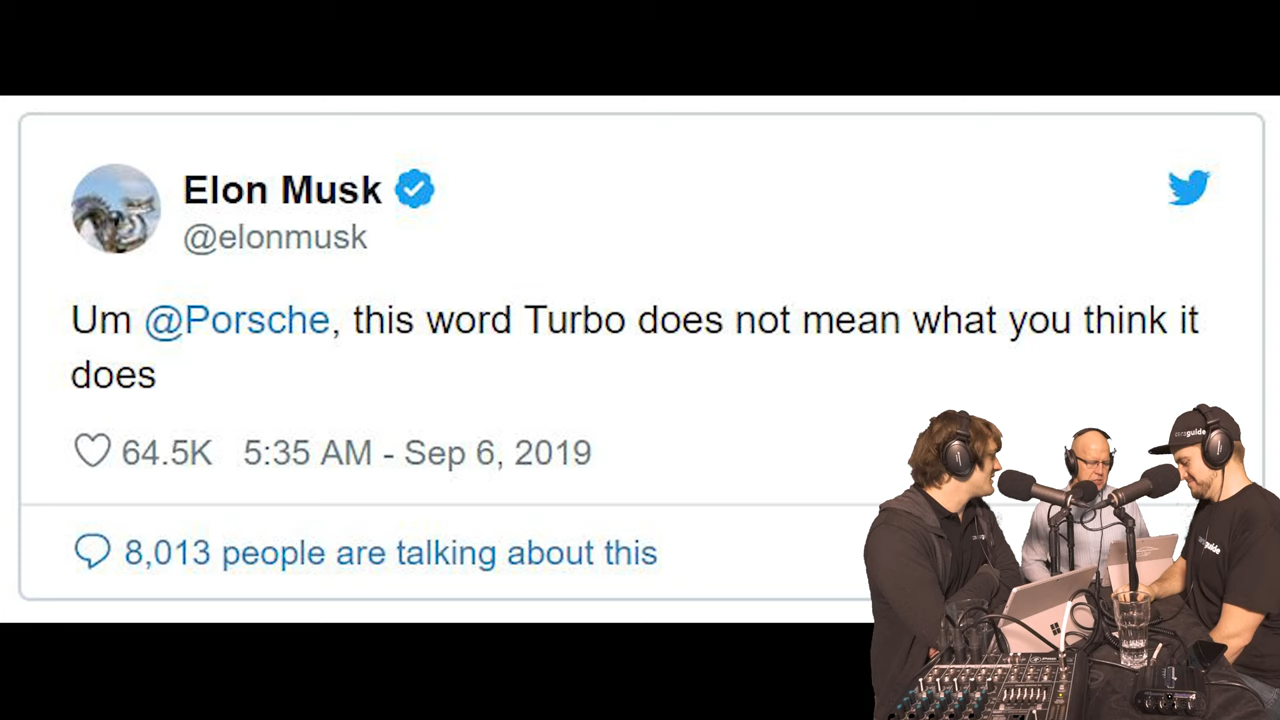 Elon Musk
@elonmusk
Um @Porsche, this word Turbo does not mean what you think it
does
64.5K 5:35 AM - Sep 6, 2019
8,013 people are talking about this
carsguide